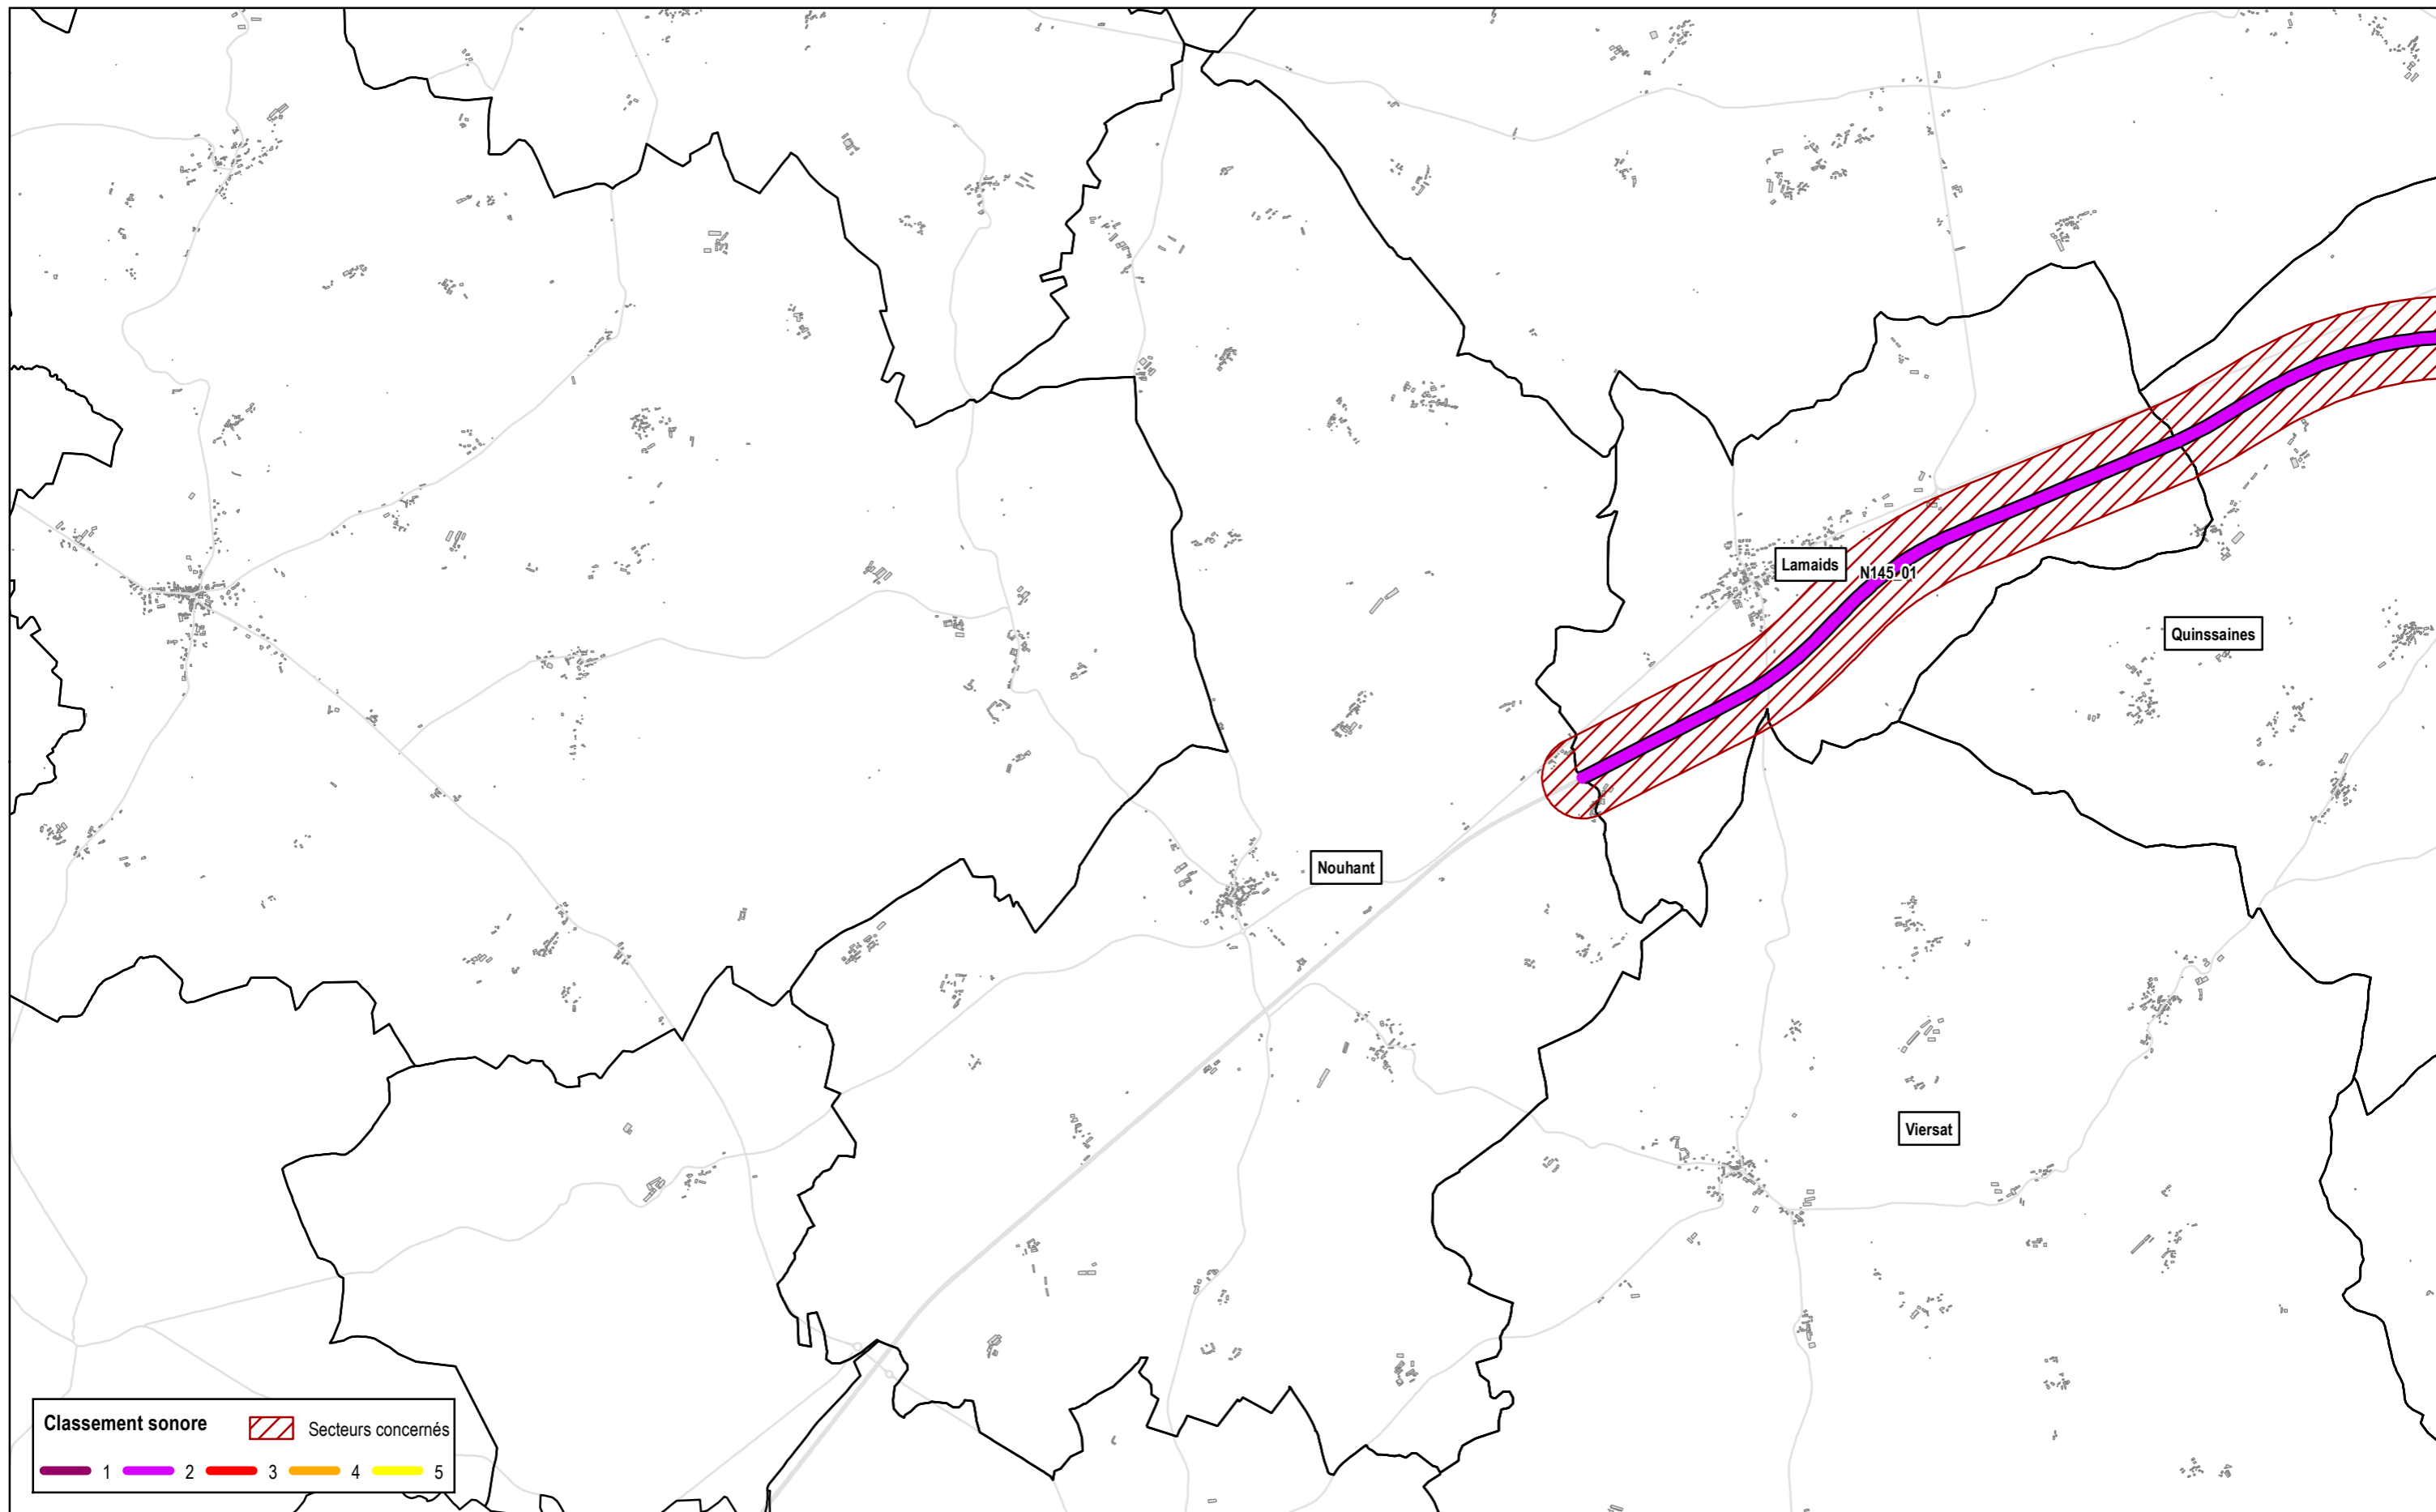 Lamaids
N145_01
Quinssaines
Nouhant
Viersat
Classement sonore
Secteurs concernés
1 2 3 4 5